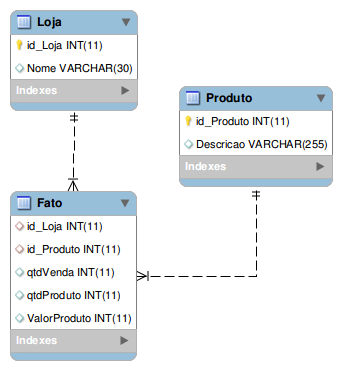 Loja
id_Loja INT(11)
Nome VARCHAR(30)
Indexes
Produto
id_Produto INT(11)
Descricao VARCHAR(255)
Indexes
Fato
id_Loja INT(11)
id_Produto INT(11)
qtdVenda INT(11)
qtdProduto INT(11)
ValorProduto INT(11)
Indexes